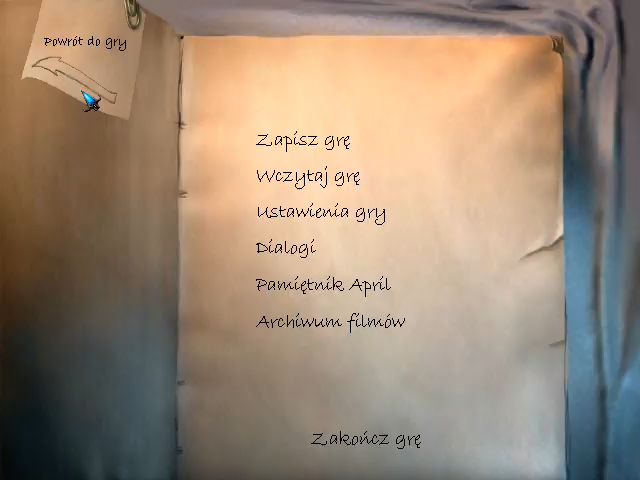 Powrót do gry
Zapisz grę
Wczytaj grę
Ustawienia gry
Dialogi
Pamiętnik April
Archiwum filmów
Zakończ grę